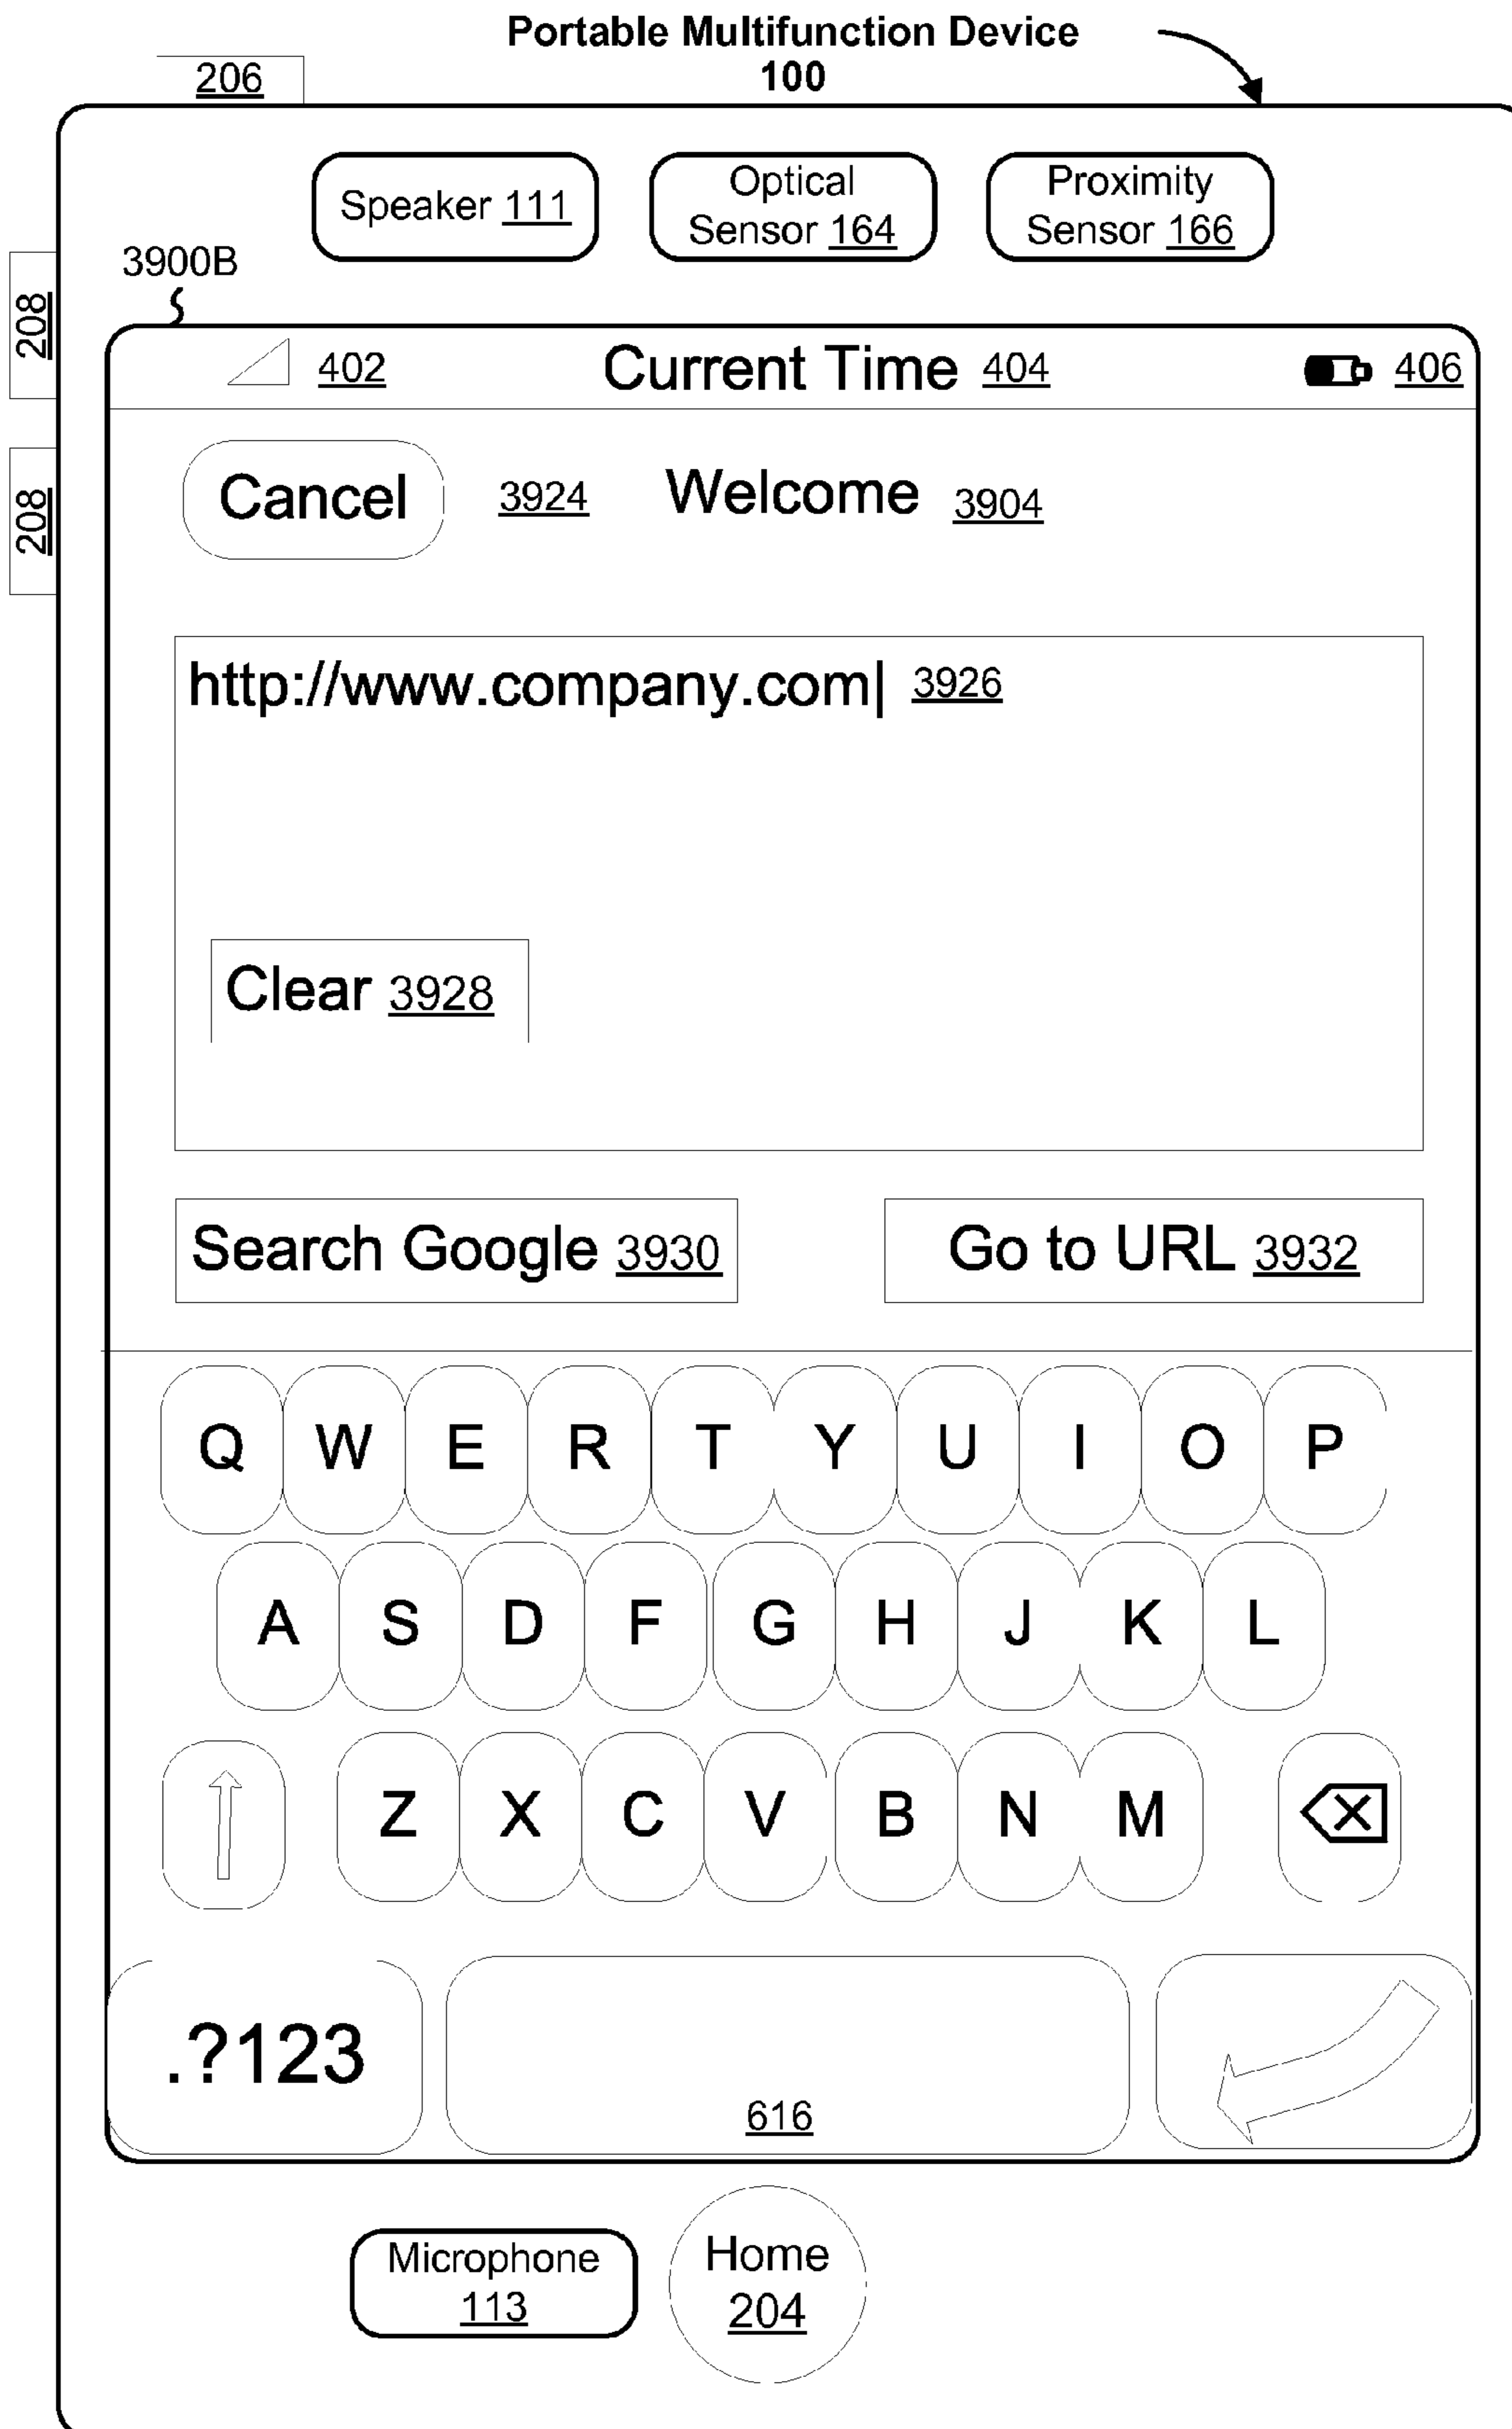 Portable Multifunction Device
100
206
Speaker 111
Optical
Sensor 164
Proximity
Sensor 166
3900B
208
208
402 Current Time 404 406
Cancel 3924 Welcome 3904
http://www.company.com| 3926
Clear 3928
Search Google 3930 Go to URL 3932
Q W E R T Y U I O P
A S D F G H J K L
Z X C V B N M
.?123
616
Microphone
113
Home
204